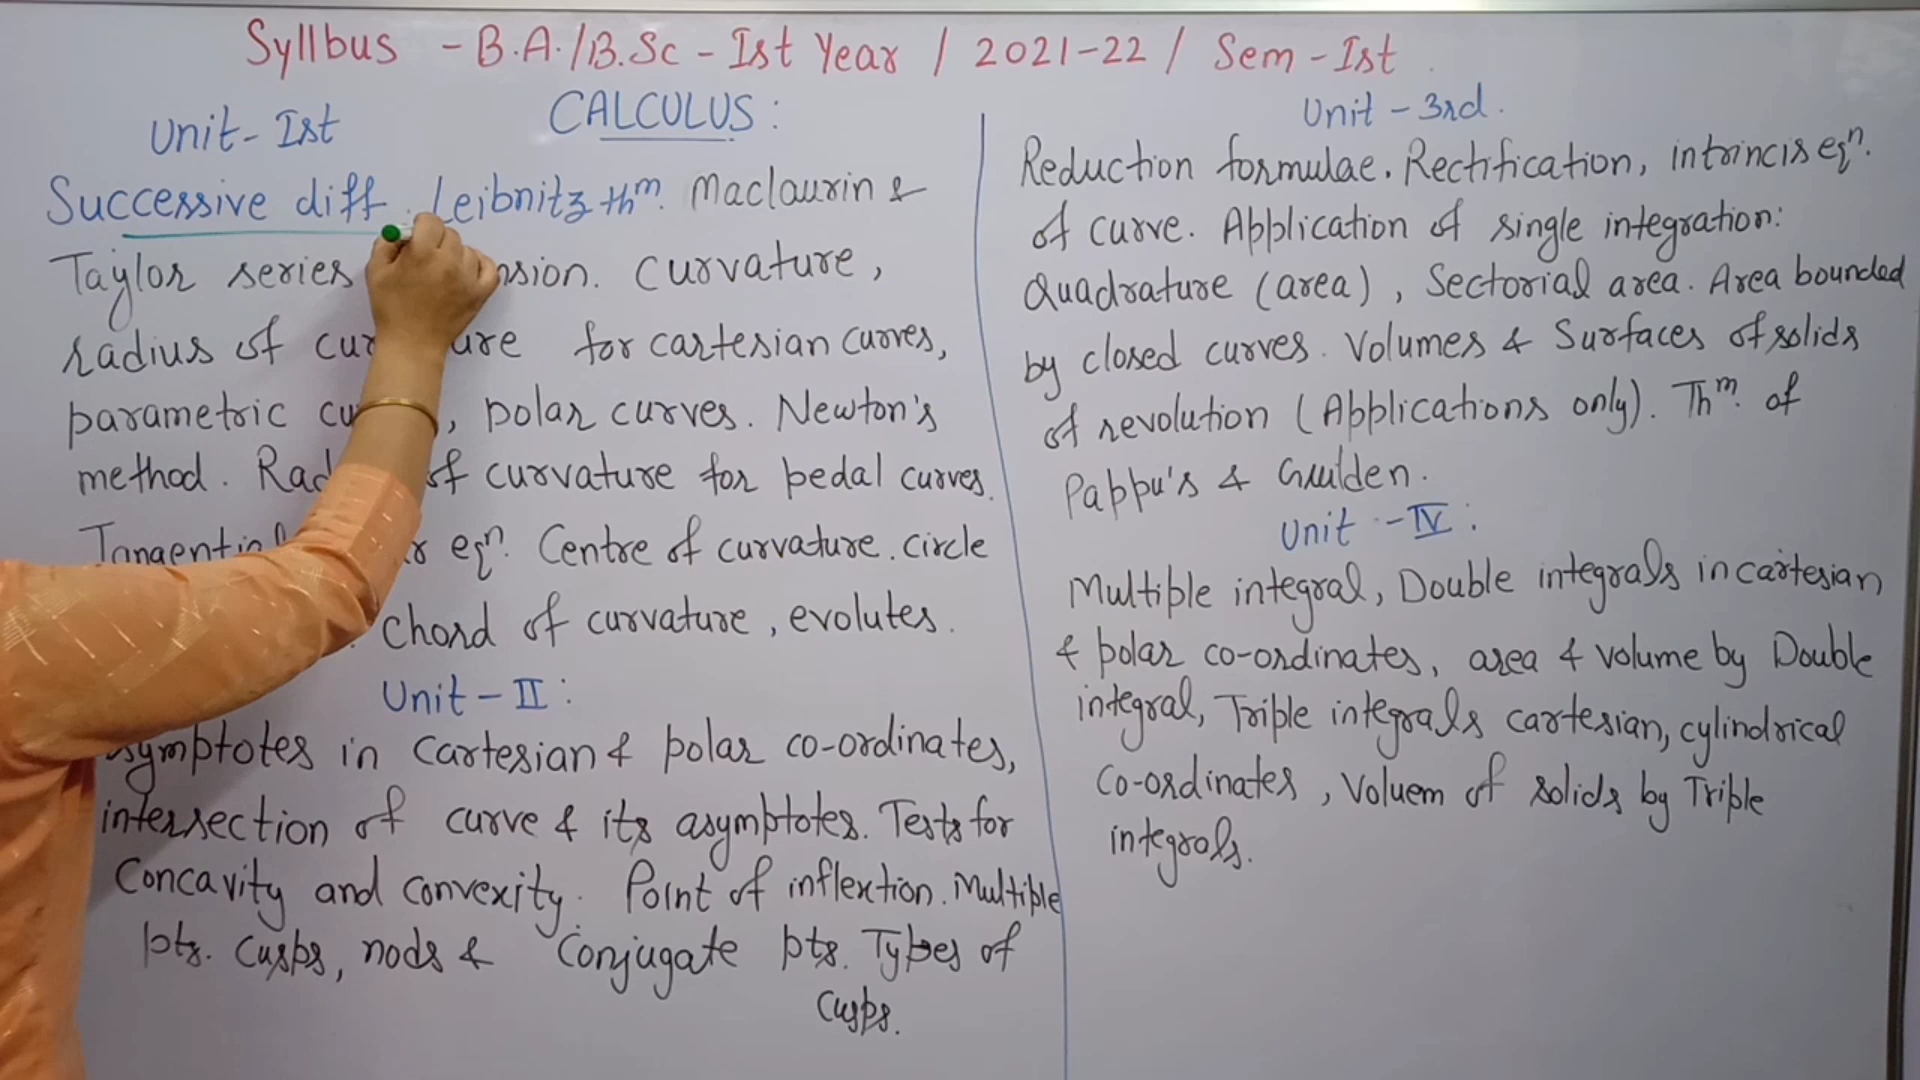 Syllbus - B.A./B.Sc - Ist Year / 2021-22 / Sem - Ist
CALCULUS :
Unit - Ist
Successive diff. Leibnitz thm. Maclaurin &
Taylor series nsion. Curvature,
radius of cur ure for cartesian curves,
parametric cu , polar curves. Newton's
method. Rad of curvature for pedal curves.
Tangential r eqn. Centre of curvature. Circle
Chord of curvature, evolutes.
Unit - II :
symptotes in Cartesian & polar co-ordinates,
intersection of curve & its asymptotes. Tests for
Concavity and convexity. Point of inflextion. Multiple
pts. Cusps, nods & Conjugate pts. Types of
Cusps.
Unit - 3rd.
Reduction formulae. Rectification, intrincis eqn.
of curve. Application of single integration:
Quadrature (area), Sectorial area. Area bounded
by closed curves. Volumes & Surfaces of solids
of revolution (Applications only). Thm. of
Pappu's & Gulden.
Unit - IV :
Multiple integral, Double integrals in cartesian
& polar co-ordinates, area & volume by Double
integral, Triple integrals cartesian, cylindrical
Co-ordinates, Voluem of solids by Triple
integrals.